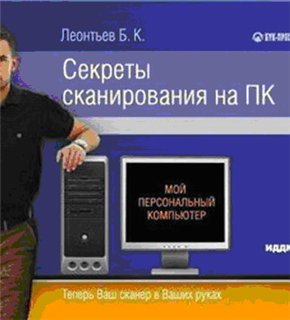 Леонтьев Б. К.
Секреты
сканирования на ПК
МОЙ
ПЕРСОНАЛЬНЫЙ
КОМПЬЮТЕР
Теперь Ваш сканер в Ваших руках